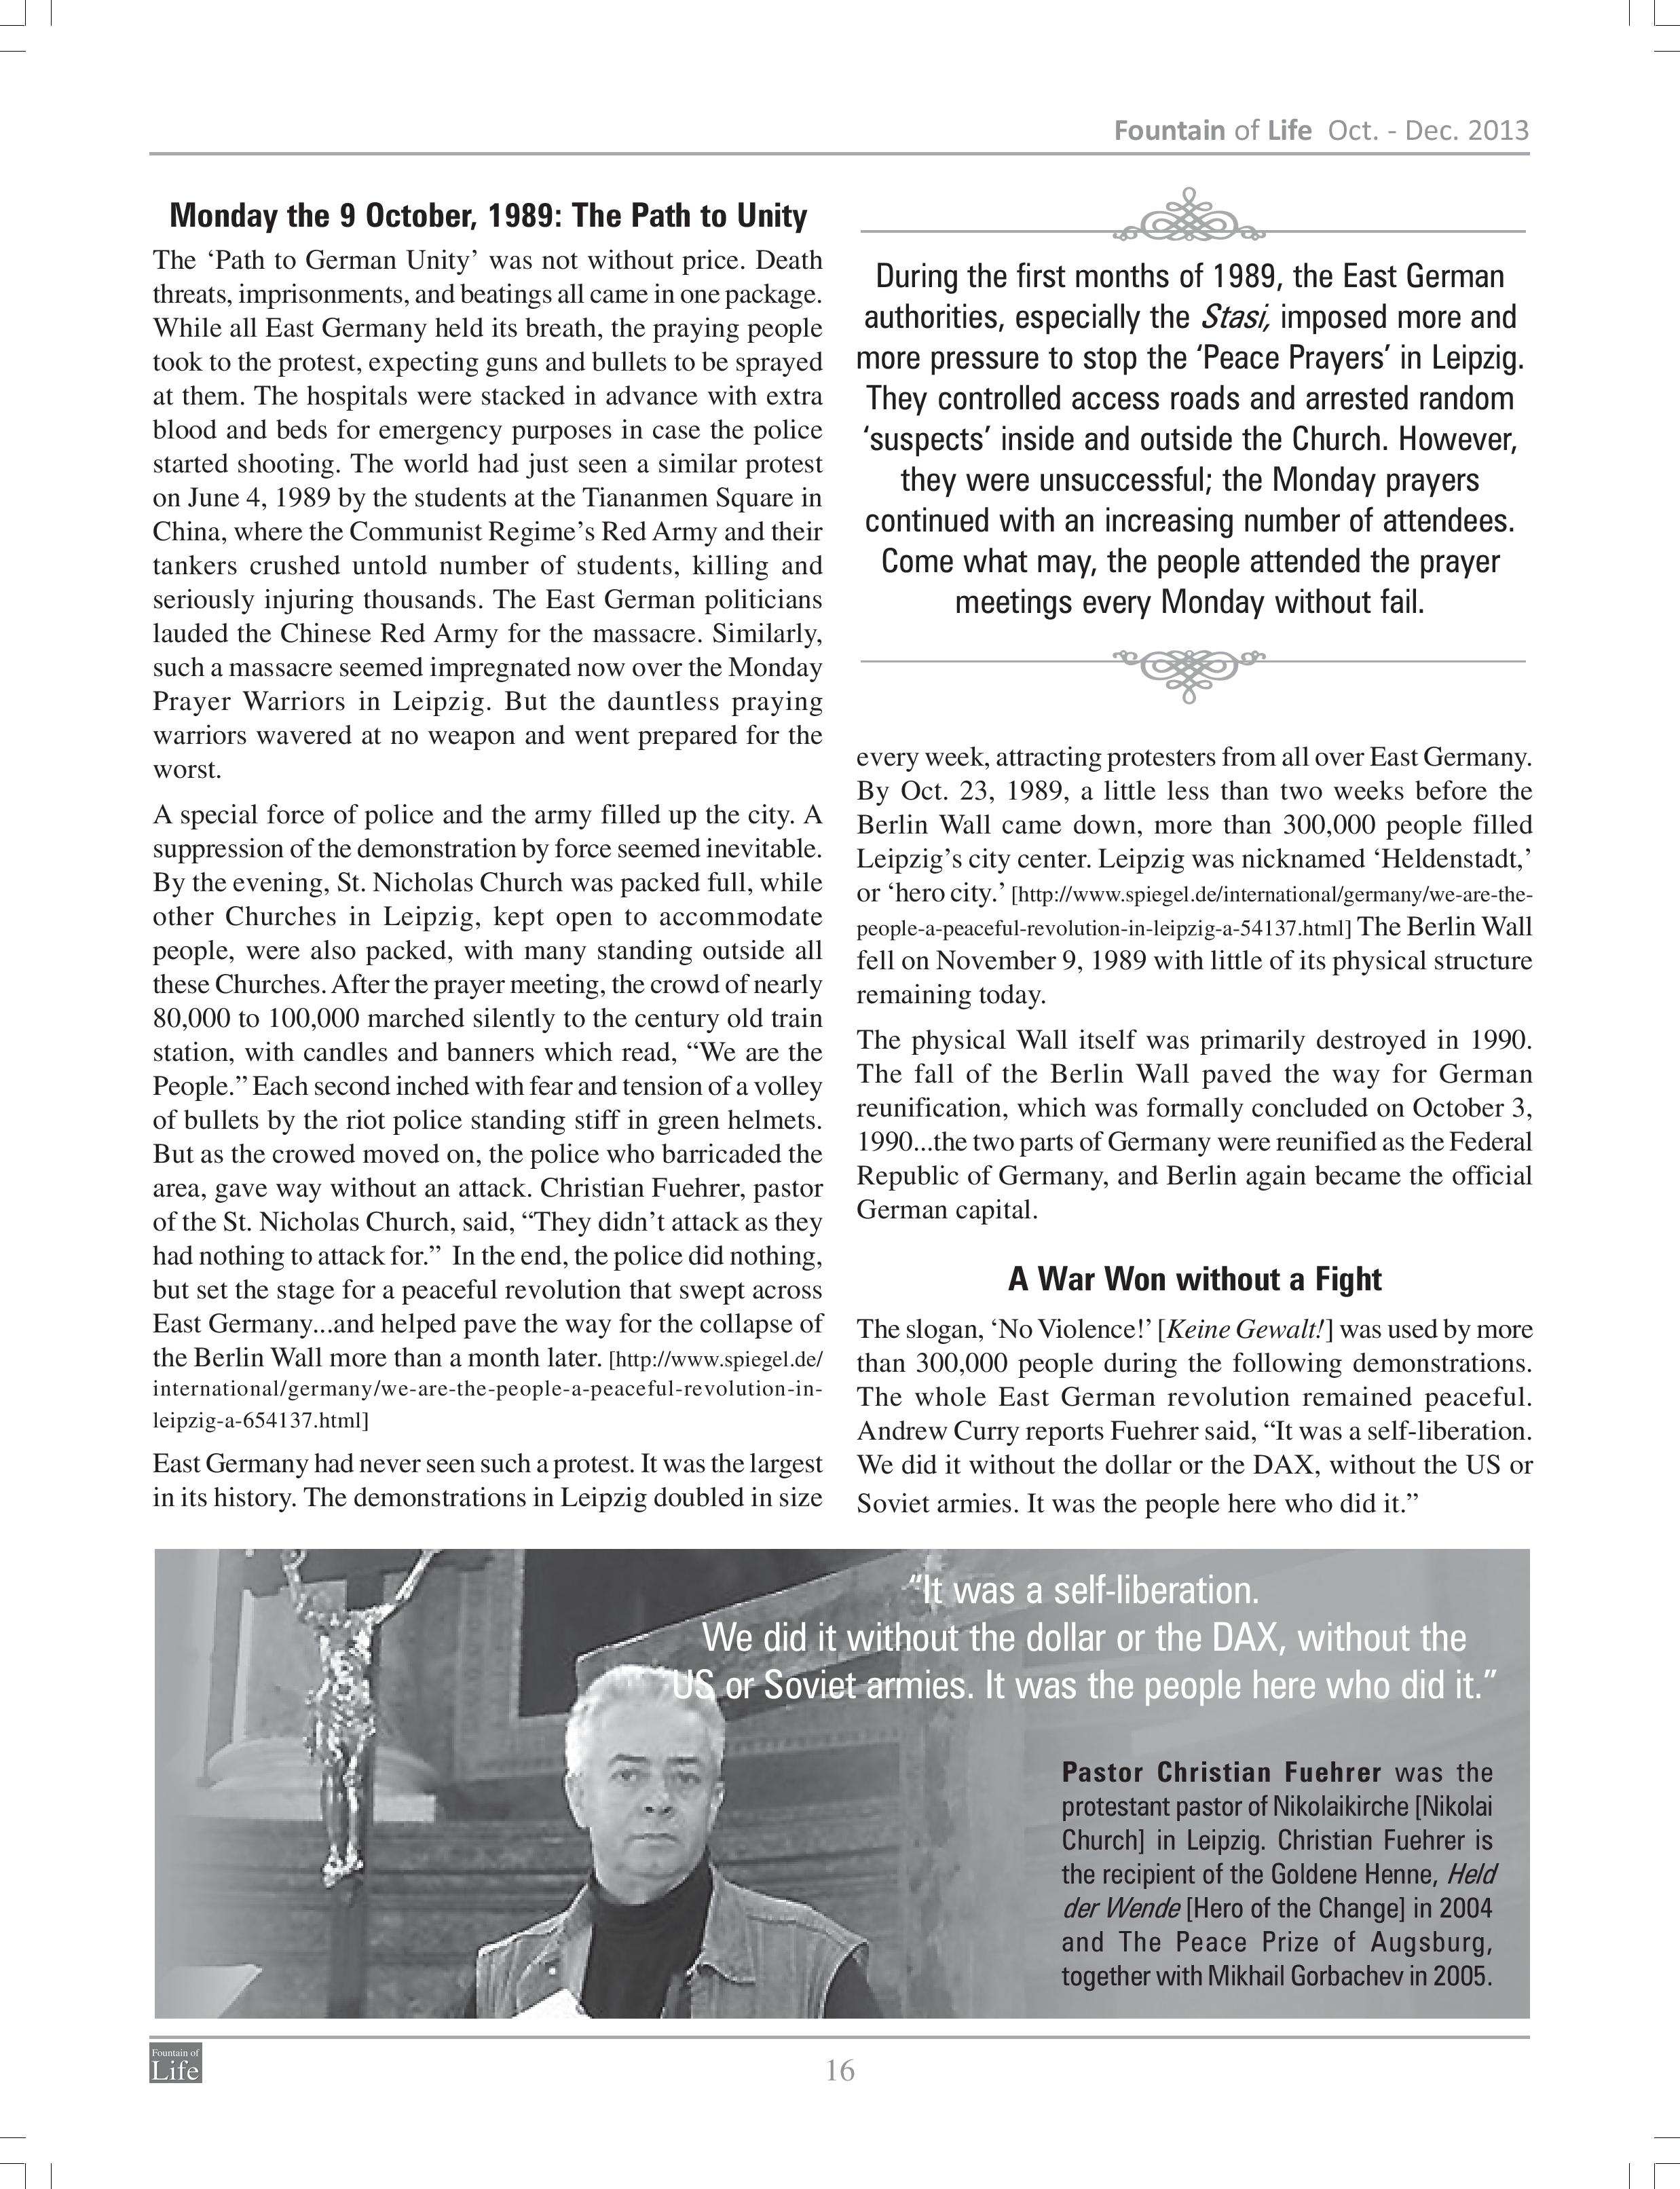 Fountain of Life Oct. - Dec. 2013
Monday the 9 October, 1989: The Path to Unity
The ‘Path to German Unity’ was not without price. Death
threats, imprisonments, and beatings all came in one package.
While all East Germany held its breath, the praying people
took to the protest, expecting guns and bullets to be sprayed
at them. The hospitals were stacked in advance with extra
blood and beds for emergency purposes in case the police
started shooting. The world had just seen a similar protest
on June 4, 1989 by the students at the Tiananmen Square in
China, where the Communist Regime’s Red Army and their
tankers crushed untold number of students, killing and
seriously injuring thousands. The East German politicians
lauded the Chinese Red Army for the massacre. Similarly,
such a massacre seemed impregnated now over the Monday
Prayer Warriors in Leipzig. But the dauntless praying
warriors wavered at no weapon and went prepared for the
worst.
A special force of police and the army filled up the city. A
suppression of the demonstration by force seemed inevitable.
By the evening, St. Nicholas Church was packed full, while
other Churches in Leipzig, kept open to accommodate
people, were also packed, with many standing outside all
these Churches. After the prayer meeting, the crowd of nearly
80,000 to 100,000 marched silently to the century old train
station, with candles and banners which read, “We are the
People.” Each second inched with fear and tension of a volley
of bullets by the riot police standing stiff in green helmets.
But as the crowed moved on, the police who barricaded the
area, gave way without an attack. Christian Fuehrer, pastor
of the St. Nicholas Church, said, “They didn’t attack as they
had nothing to attack for.” In the end, the police did nothing,
but set the stage for a peaceful revolution that swept across
East Germany...and helped pave the way for the collapse of
the Berlin Wall more than a month later. [http://www.spiegel.de/
international/germany/we-are-the-people-a-peaceful-revolution-in-
leipzig-a-654137.html]
East Germany had never seen such a protest. It was the largest
in its history. The demonstrations in Leipzig doubled in size
During the first months of 1989, the East German
authorities, especially the Stasi, imposed more and
more pressure to stop the ‘Peace Prayers’ in Leipzig.
They controlled access roads and arrested random
‘suspects’ inside and outside the Church. However,
they were unsuccessful; the Monday prayers
continued with an increasing number of attendees.
Come what may, the people attended the prayer
meetings every Monday without fail.
every week, attracting protesters from all over East Germany.
By Oct. 23, 1989, a little less than two weeks before the
Berlin Wall came down, more than 300,000 people filled
Leipzig’s city center. Leipzig was nicknamed ‘Heldenstadt,’
or ‘hero city.’ [http://www.spiegel.de/international/germany/we-are-the-
people-a-peaceful-revolution-in-leipzig-a-54137.html] The Berlin Wall
fell on November 9, 1989 with little of its physical structure
remaining today.
The physical Wall itself was primarily destroyed in 1990.
The fall of the Berlin Wall paved the way for German
reunification, which was formally concluded on October 3,
1990...the two parts of Germany were reunified as the Federal
Republic of Germany, and Berlin again became the official
German capital.
A War Won without a Fight
The slogan, ‘No Violence!’ [Keine Gewalt!] was used by more
than 300,000 people during the following demonstrations.
The whole East German revolution remained peaceful.
Andrew Curry reports Fuehrer said, “It was a self-liberation.
We did it without the dollar or the DAX, without the US or
Soviet armies. It was the people here who did it.”
“It was a self-liberation.
We did it without the dollar or the DAX, without the
US or Soviet armies. It was the people here who did it.”
Pastor Christian Fuehrer was the
protestant pastor of Nikolaikirche [Nikolai
Church] in Leipzig. Christian Fuehrer is
the recipient of the Goldene Henne, Held
der Wende [Hero of the Change] in 2004
and The Peace Prize of Augsburg,
together with Mikhail Gorbachev in 2005.
Fountain of
Life
16